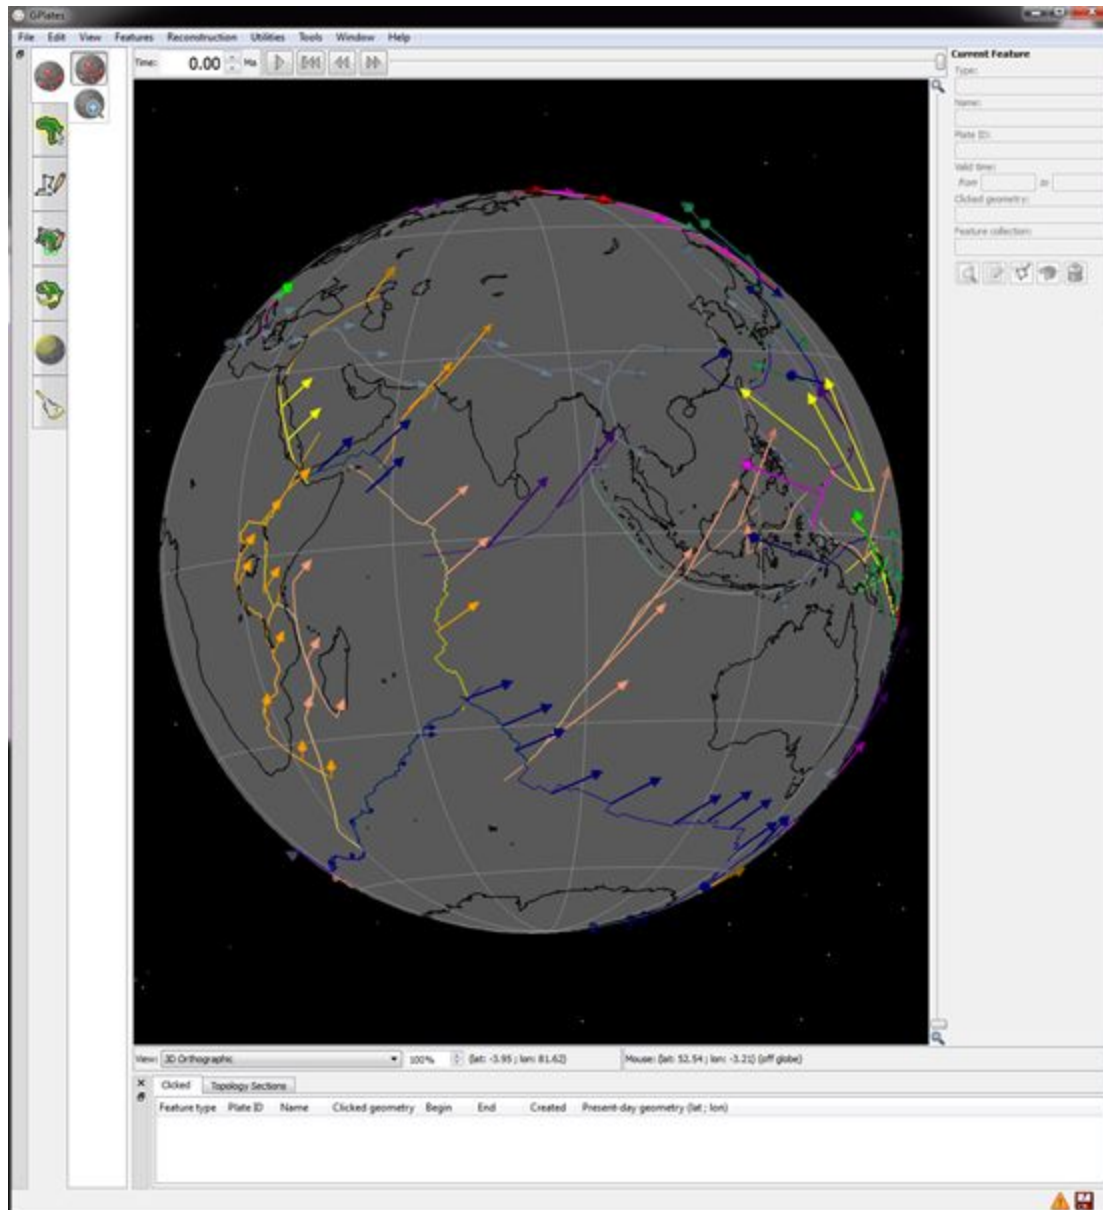 GPlates
File Edit View Features Reconstruction Utilities Tools Window Help
Time: 0.00 Ma
Current Feature
Type:
Name:
Plate ID:
Valid time:
From to
Clicked geometry:
Feature collection:
View: 3D Orthographic 100% (lat: -3.95 ; lon: 81.62) Mouse: (lat: 52.54 ; lon: -3.21) (off globe)
Clicked Topology Sections
Feature type Plate ID Name Clicked geometry Begin End Created Present-day geometry (lat ; lon)